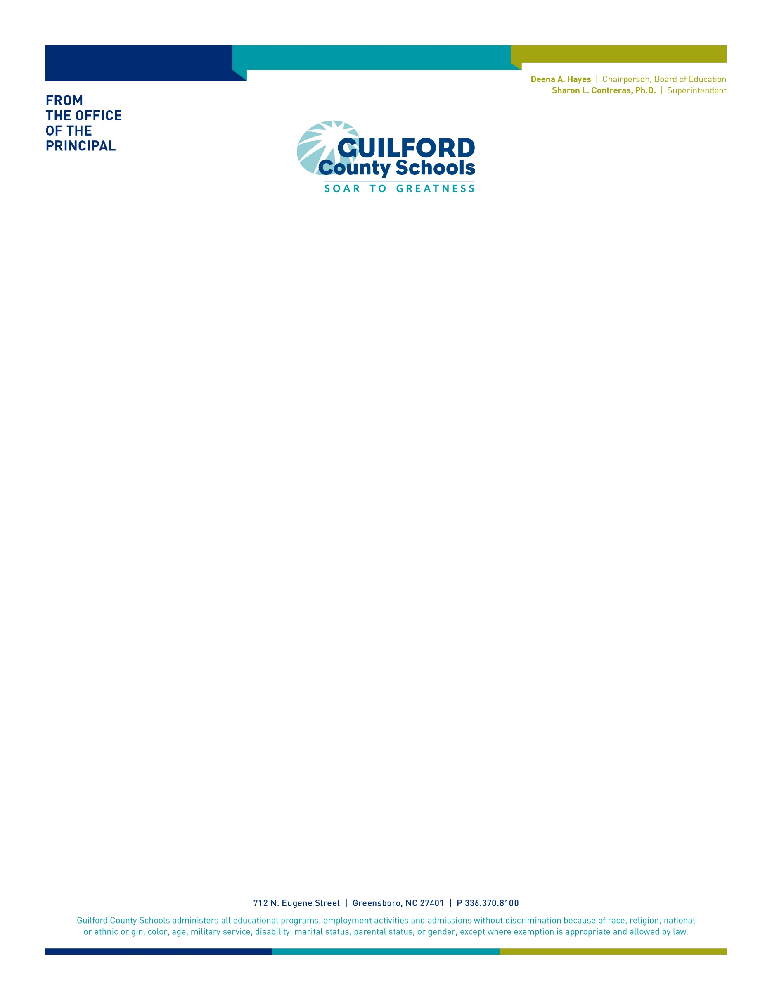 Deena A. Hayes | Chairperson, Board of Education
Sharon L. Contreras, Ph.D. | Superintendent
FROM
THE OFFICE
OF THE
PRINCIPAL
GUILFORD
County Schools
SOAR TO GREATNESS
712 N. Eugene Street | Greensboro, NC 27401 | P 336.370.8100
Guilford County Schools administers all educational programs, employment activities and admissions without discrimination because of race, religion, national
or ethnic origin, color, age, military service, disability, marital status, parental status, or gender, except where exemption is appropriate and allowed by law.